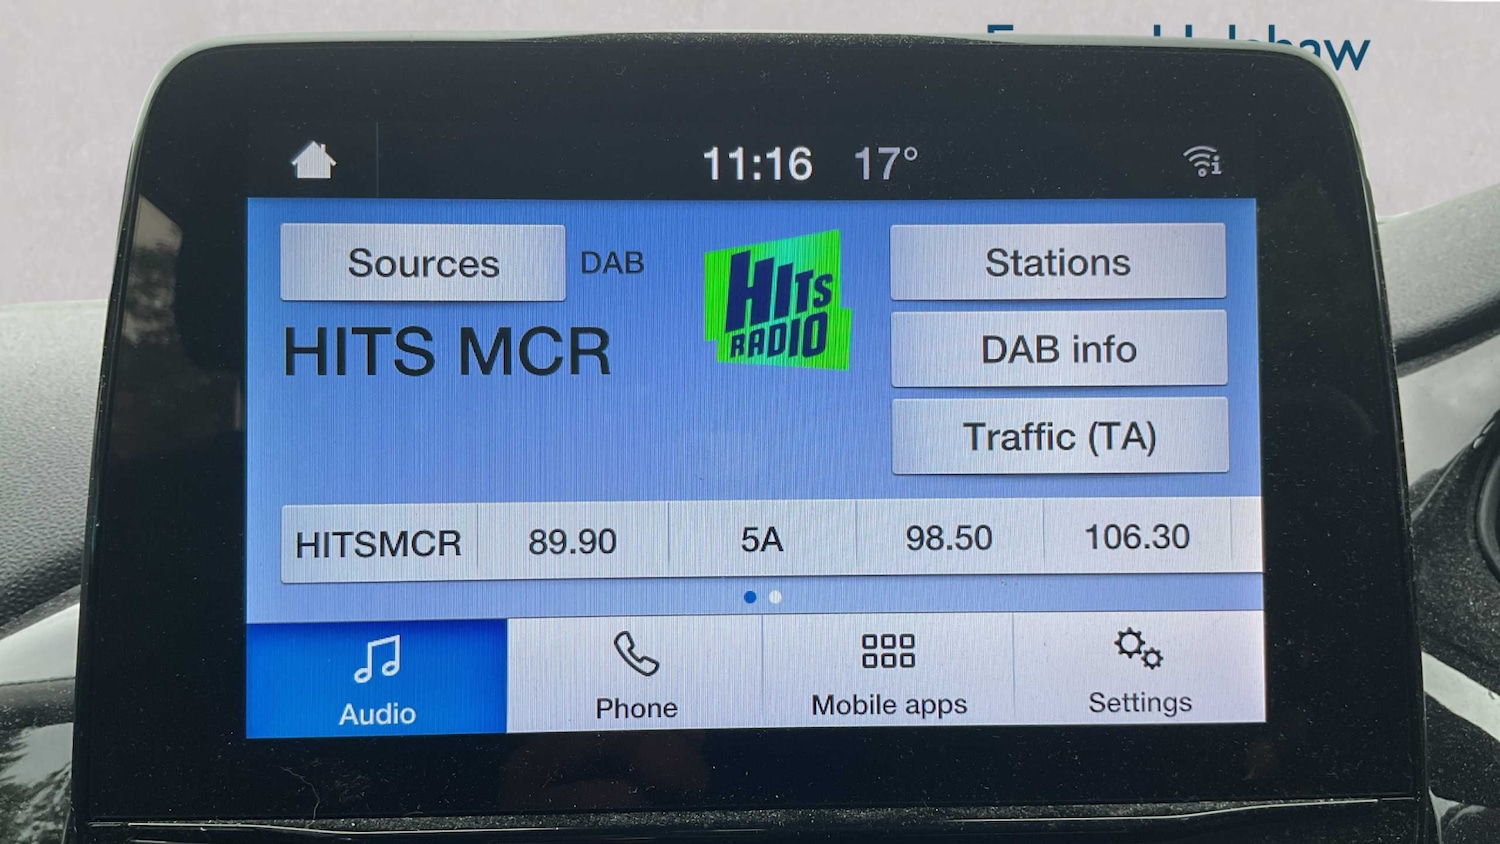 11:16 17°
Sources DAB
HITS RADIO
Stations
HITS MCR
DAB info
Traffic (TA)
HITSMCR 89.90 5A 98.50 106.30
Audio Phone Mobile apps Settings